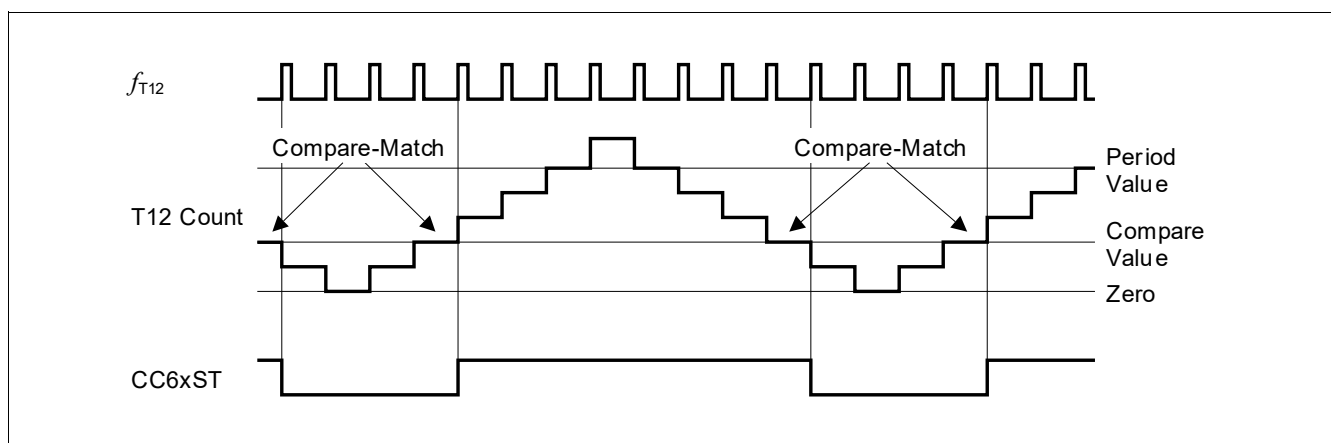 fT12
Compare-Match
Compare-Match
Period
Value
T12 Count
Compare
Value
Zero
CC6xST